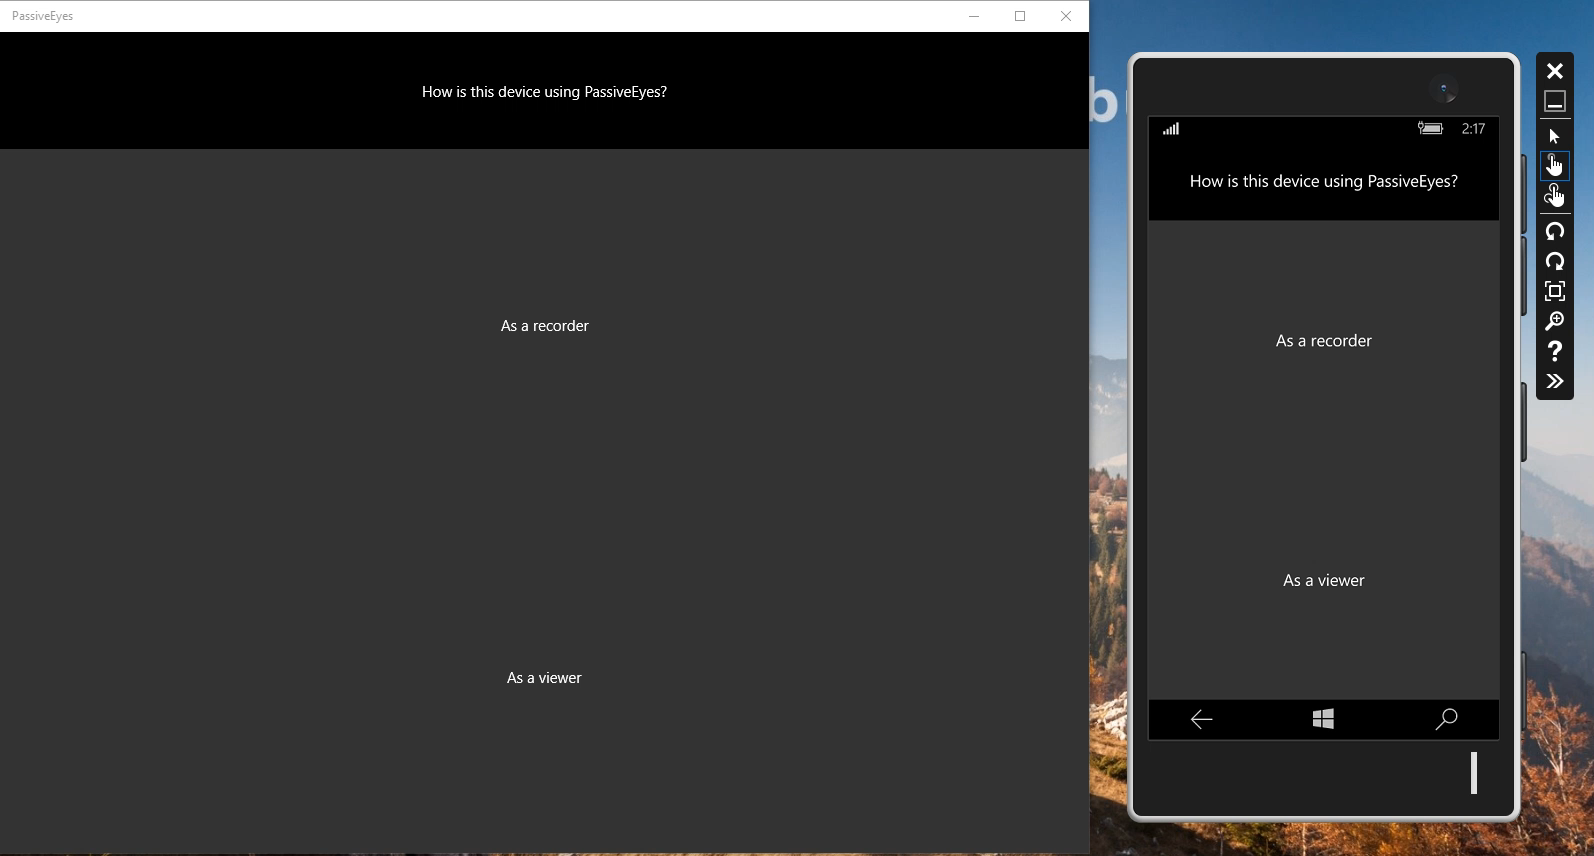 PassiveEyes
How is this device using PassiveEyes?
As a recorder
As a viewer
b
2:17
How is this device using PassiveEyes?
As a recorder
As a viewer